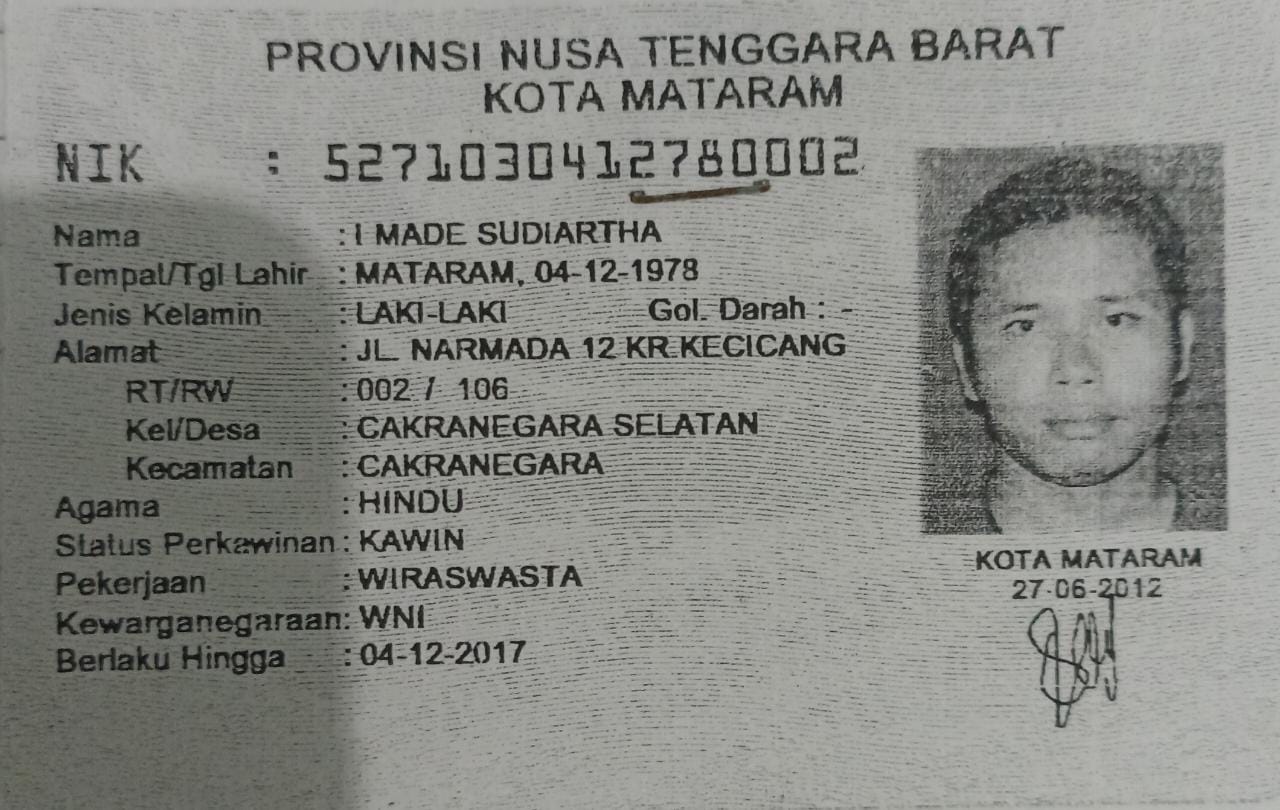 PROVINSI NUSA TENGGARA BARAT
KOTA MATARAM
NIK : 5271030412780002
Nama : I MADE SUDIARTHA
Tempat/Tgl Lahir : MATARAM, 04-12-1978
Jenis Kelamin : LAKI-LAKI Gol. Darah : -
Alamat : JL. NARMADA 12 KR.KECICANG
RT/RW : 002 / 106
Kel/Desa : CAKRANEGARA SELATAN
Kecamatan : CAKRANEGARA
Agama : HINDU
Status Perkawinan : KAWIN
Pekerjaan : WIRASWASTA
Kewarganegaraan: WNI
Berlaku Hingga : 04-12-2017
KOTA MATARAM
27-06-2012